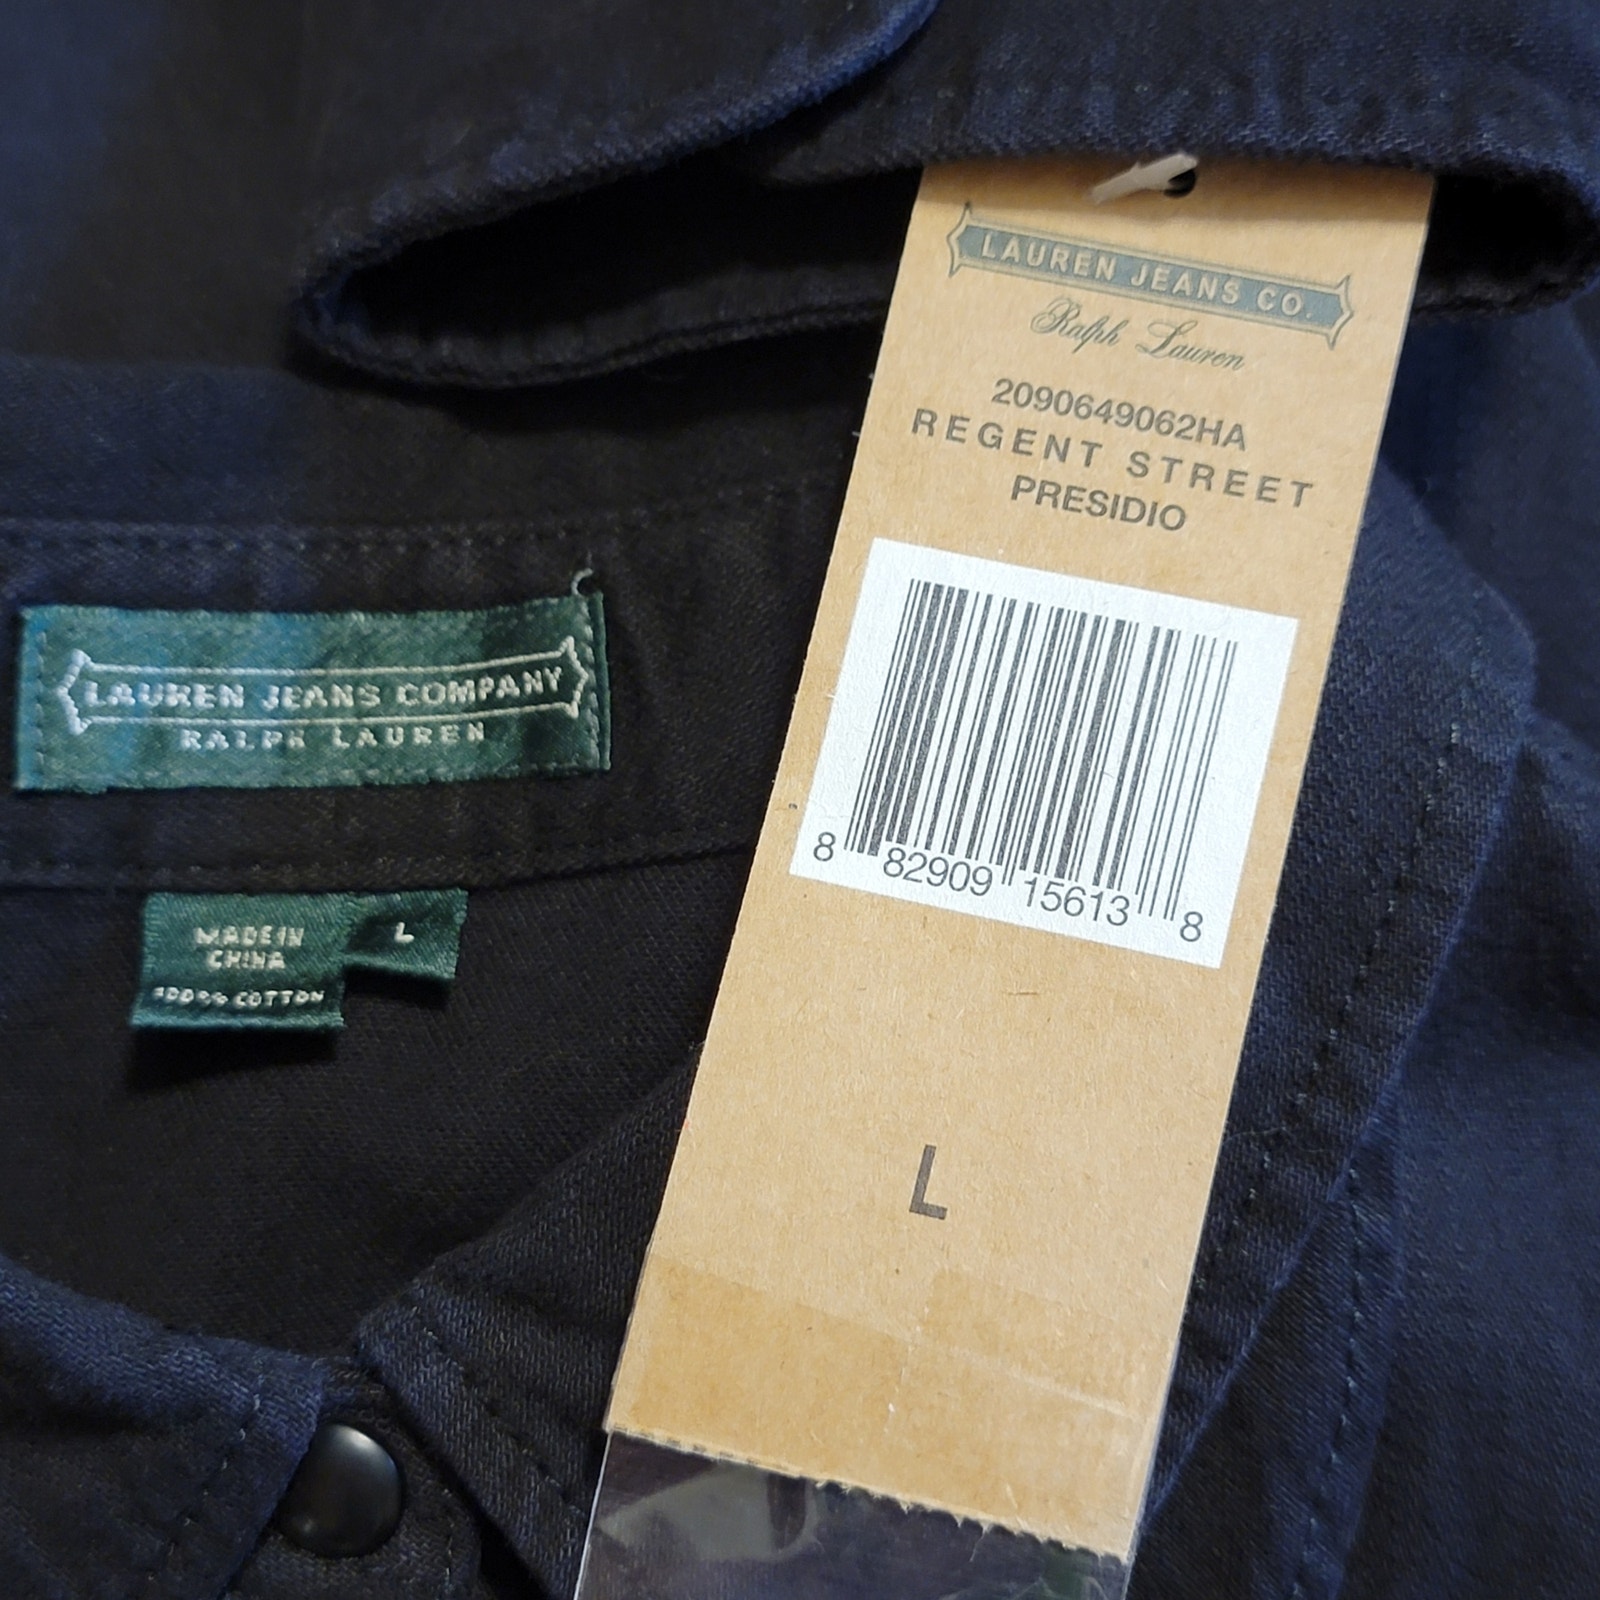 LAUREN JEANS CO.
Ralph Lauren
2090649062HA
REGENT STREET
PRESIDIO
8 82909 15613 8
L
LAUREN JEANS COMPANY
RALPH LAUREN
MADE IN
CHINA
100% COTTON
L